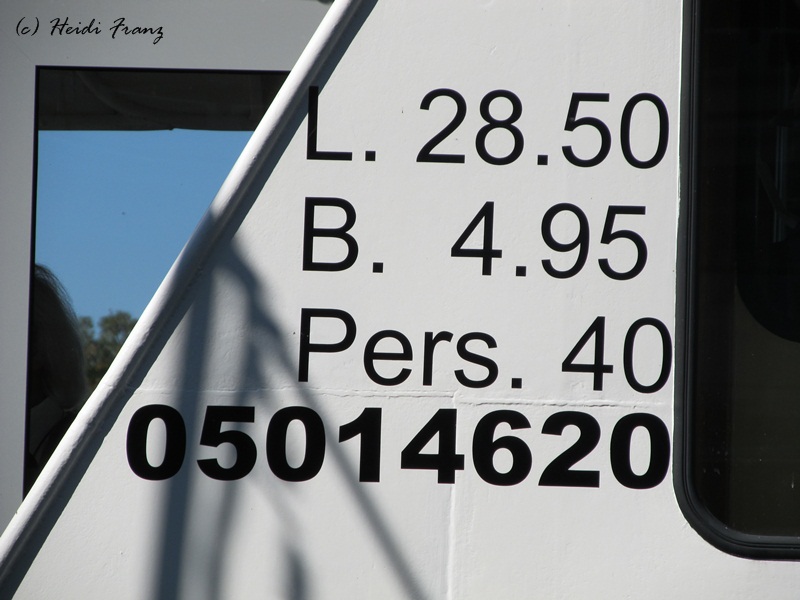 (c) Heidi Franz
L. 28.50
B. 4.95
Pers. 40
05014620